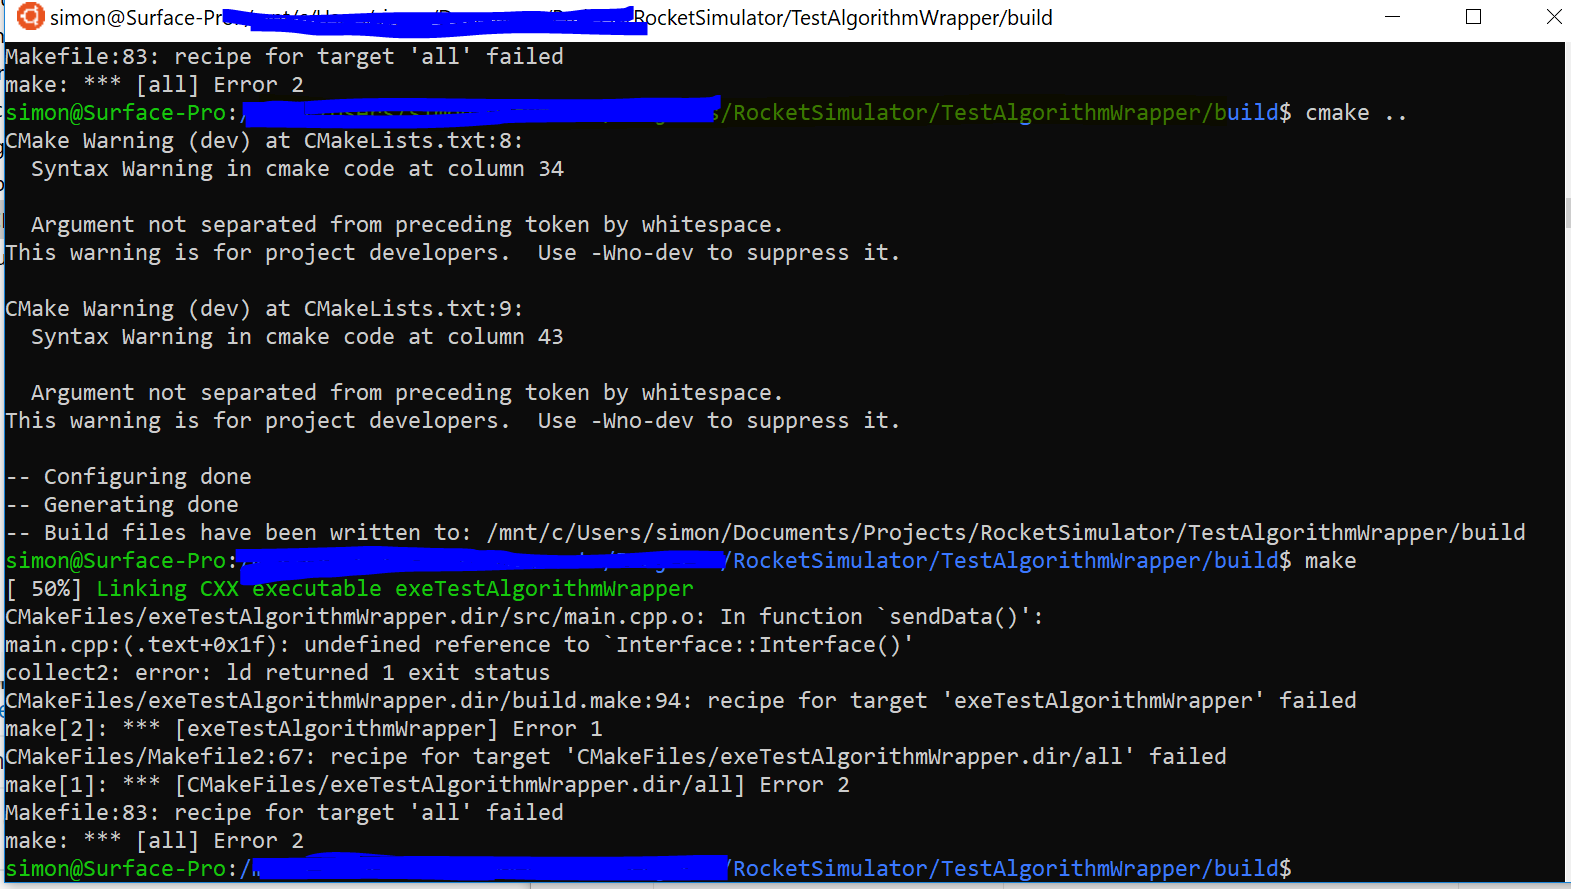 simon@Surface-Pro RocketSimulator/TestAlgorithmWrapper/build
Makefile:83: recipe for target 'all' failed
make: *** [all] Error 2
simon@Surface-Pro:/ s/RocketSimulator/TestAlgorithmWrapper/build$ cmake ..
CMake Warning (dev) at CMakeLists.txt:8:
  Syntax Warning in cmake code at column 34
  Argument not separated from preceding token by whitespace.
This warning is for project developers.  Use -Wno-dev to suppress it.
CMake Warning (dev) at CMakeLists.txt:9:
  Syntax Warning in cmake code at column 43
  Argument not separated from preceding token by whitespace.
This warning is for project developers.  Use -Wno-dev to suppress it.
-- Configuring done
-- Generating done
-- Build files have been written to: /mnt/c/Users/simon/Documents/Projects/RocketSimulator/TestAlgorithmWrapper/build
simon@Surface-Pro: /RocketSimulator/TestAlgorithmWrapper/build$ make
[ 50%] Linking CXX executable exeTestAlgorithmWrapper
CMakeFiles/exeTestAlgorithmWrapper.dir/src/main.cpp.o: In function `sendData()':
main.cpp:(.text+0x1f): undefined reference to `Interface::Interface()'
collect2: error: ld returned 1 exit status
CMakeFiles/exeTestAlgorithmWrapper.dir/build.make:94: recipe for target 'exeTestAlgorithmWrapper' failed
make[2]: *** [exeTestAlgorithmWrapper] Error 1
CMakeFiles/Makefile2:67: recipe for target 'CMakeFiles/exeTestAlgorithmWrapper.dir/all' failed
make[1]: *** [CMakeFiles/exeTestAlgorithmWrapper.dir/all] Error 2
Makefile:83: recipe for target 'all' failed
make: *** [all] Error 2
simon@Surface-Pro:/ /RocketSimulator/TestAlgorithmWrapper/build$